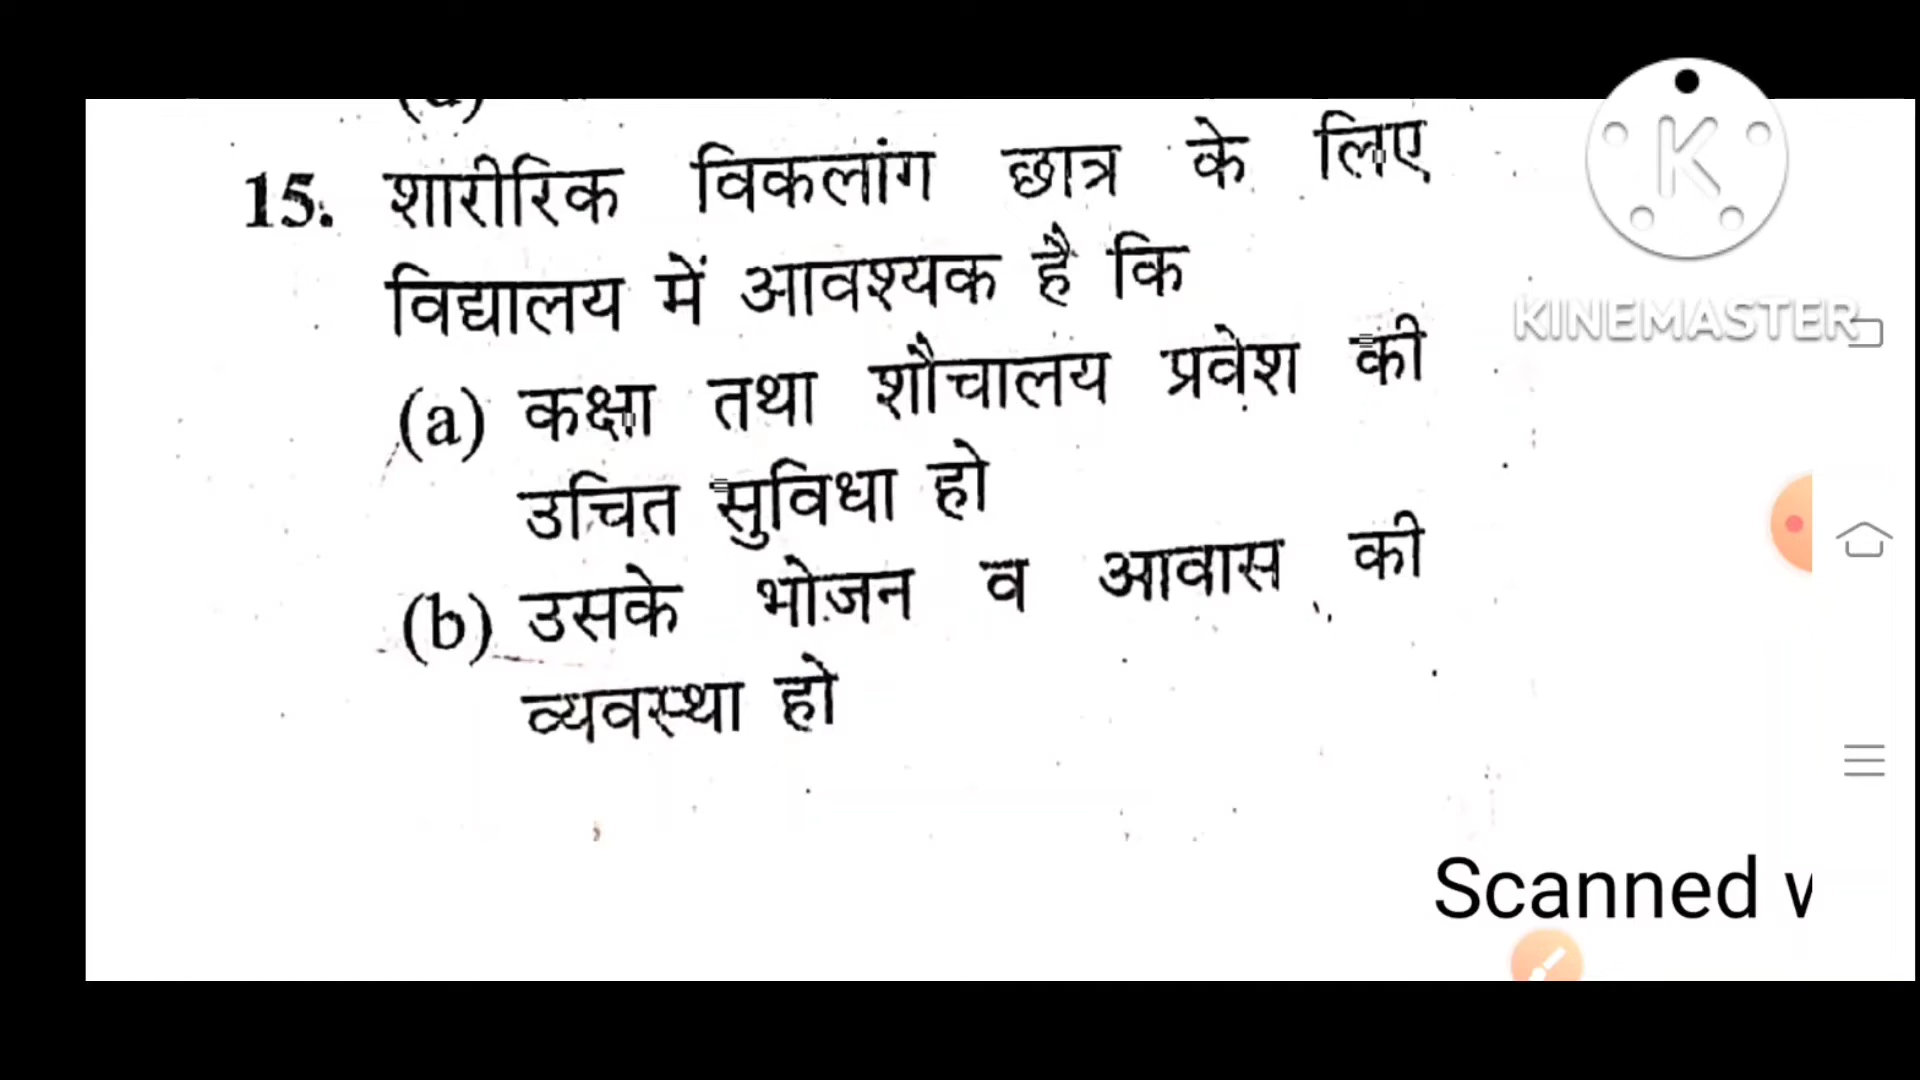 15. शारीरिक विकलांग छात्र के लिए
विद्यालय में आवश्यक है कि
(a) कक्षा तथा शौचालय प्रवेश की
उचित सुविधा हो
(b) उसके भोजन व आवास की
व्यवस्था हो
K
KINEMASTER
Scanned